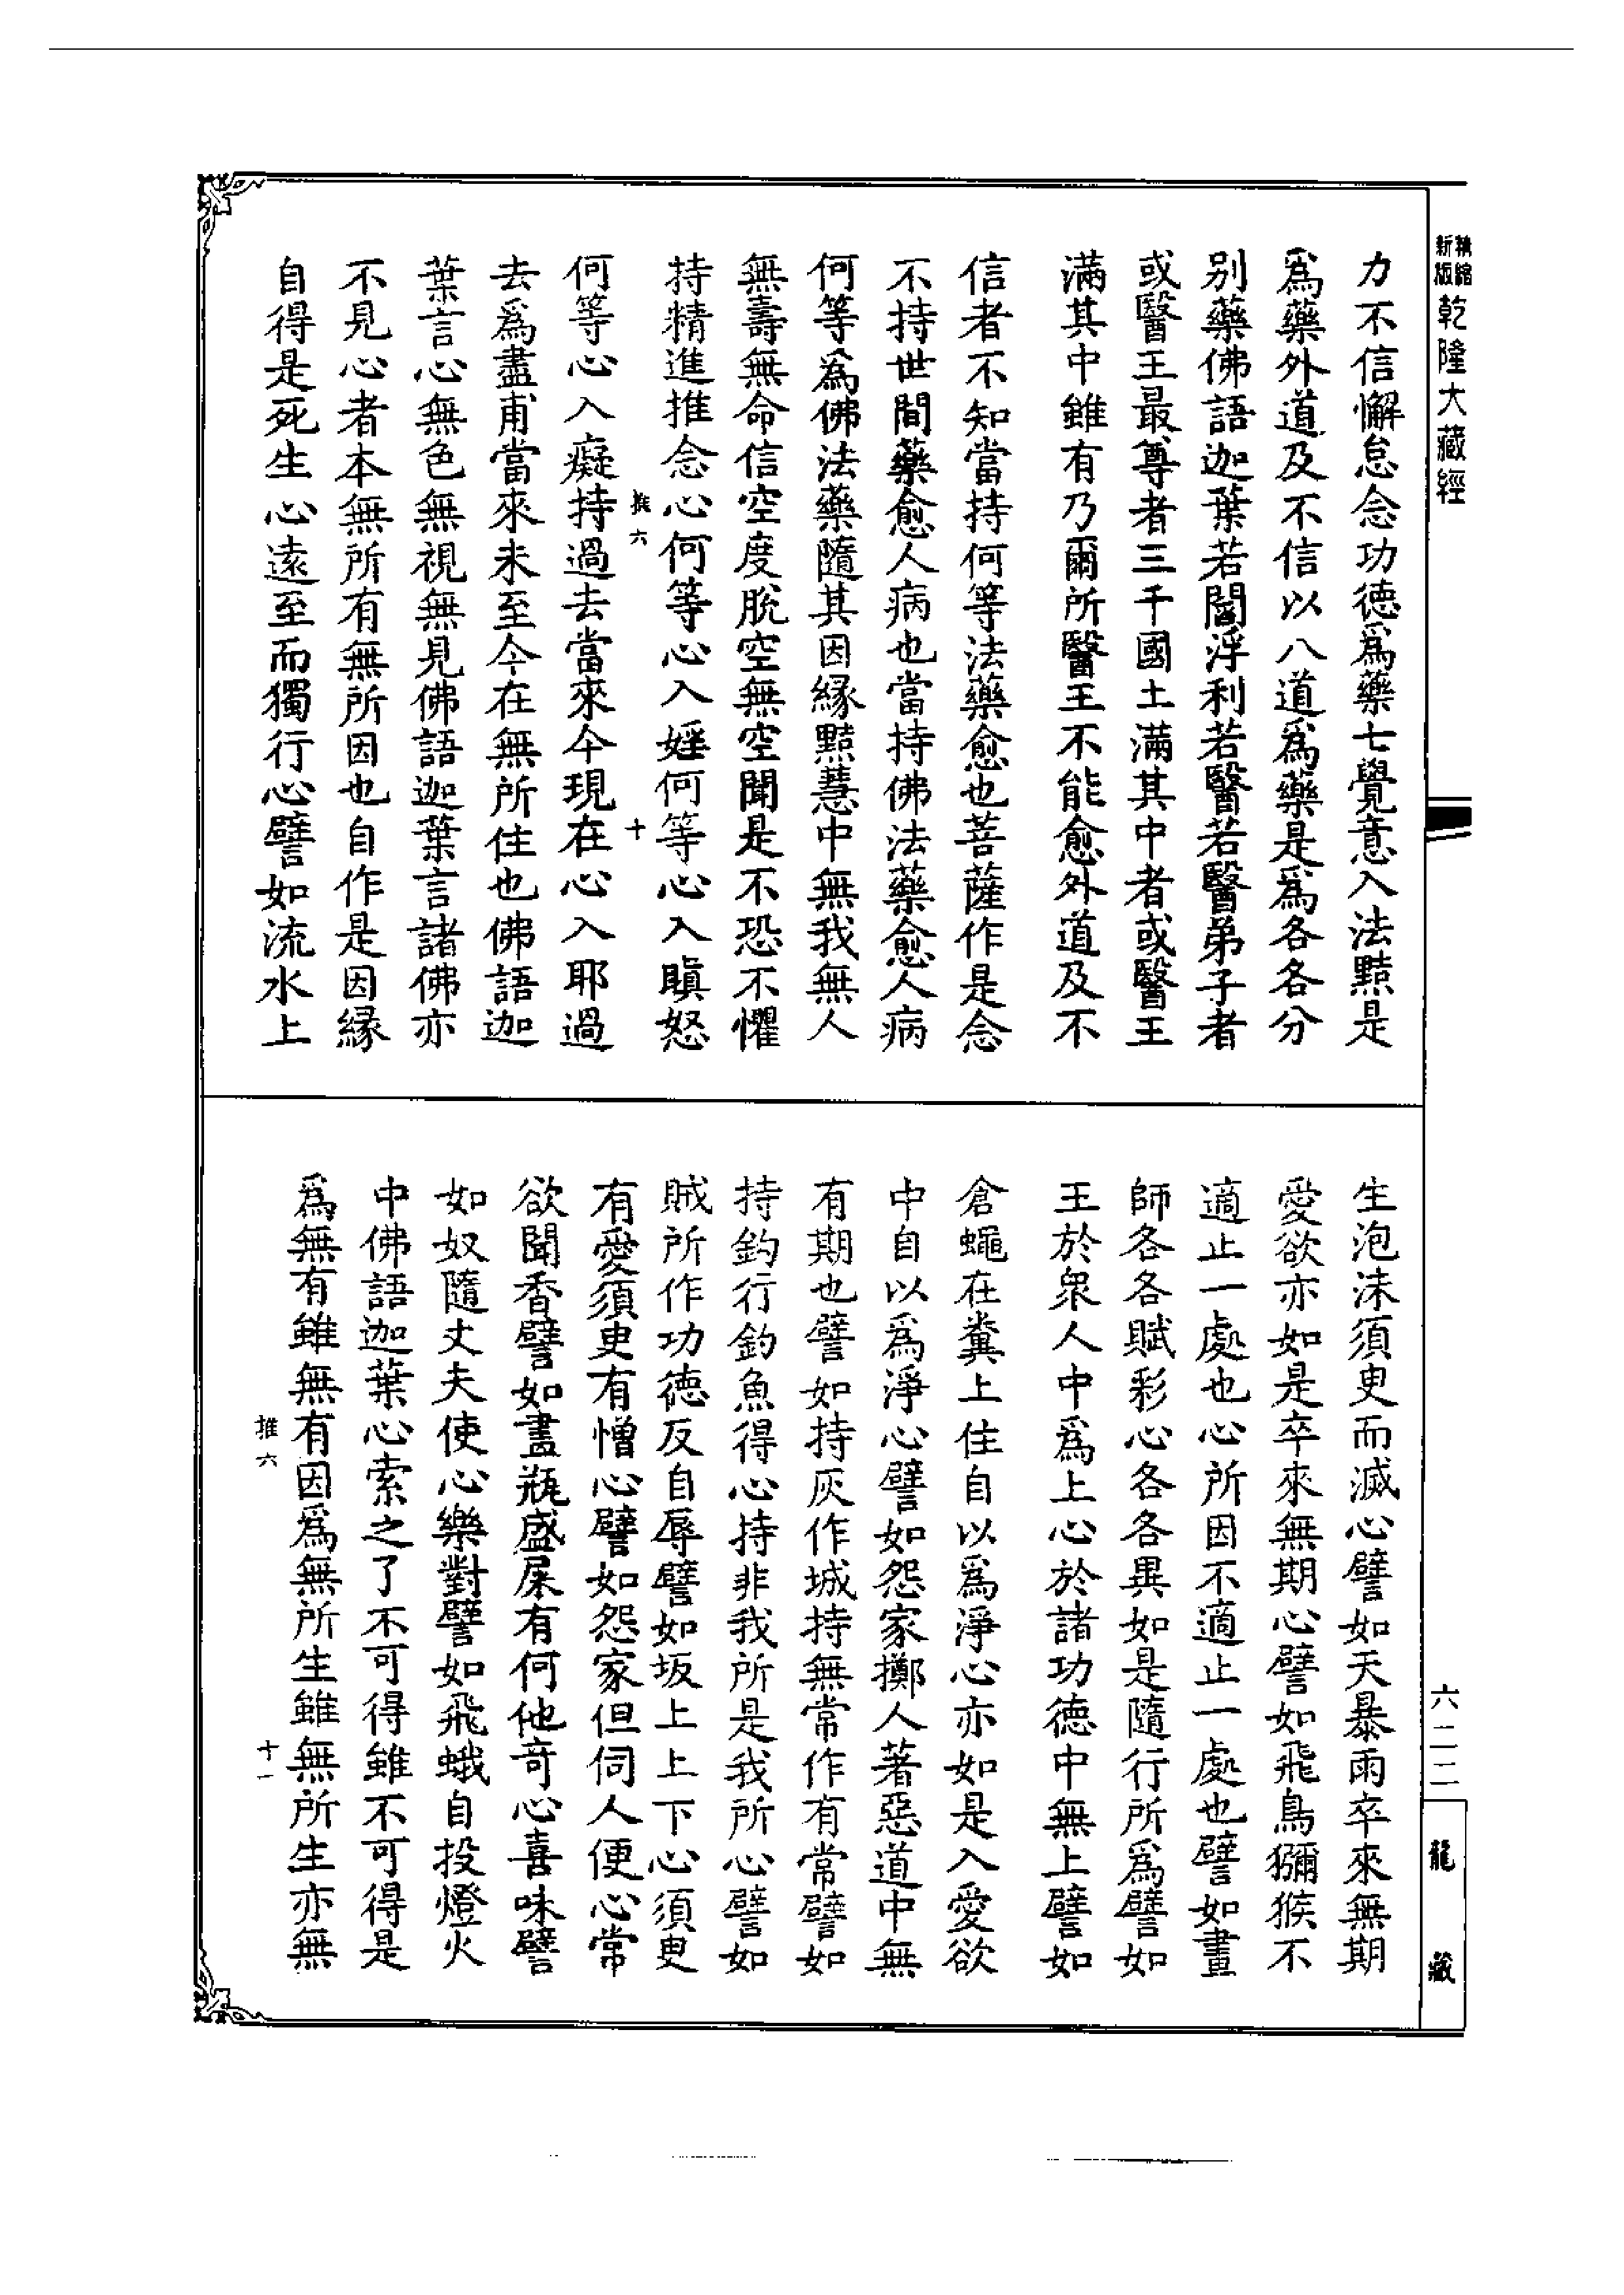 精縮
新版
乾隆大藏經
力不信懈怠念功徳爲藥七覺意入法黠是
爲藥外道及不信以八道爲藥是爲各各分
别藥佛語迦葉若閻浮利若醫若醫弟子者
或醫王最尊者三千國土滿其中者或醫王
滿其中雖有乃爾所醫王不能愈外道及不
信者不知當持何等法藥愈也菩薩作是念
不持世間藥愈人病也當持佛法藥愈人病
何等爲佛法藥隨其因縁黠慧中無我無人
無壽無命信空度脫空無空聞是不恐不懼
持精進推念心何等心入婬何等心入瞋怒
推六
十
何等心入癡持過去當來今現在心入耶過
去爲盡甫當來未至今在無所住也佛語迦
葉言心無色無視無見佛語迦葉言諸佛亦
不見心者本無所有無所因也自作是因縁
自得是死生心遠至而獨行心譬如流水上
生泡沫須臾而滅心譬如天暴雨卒來無期
愛欲亦如是卒來無期心譬如飛鳥獼猴不
適止一處也心所因不適止一處也譬如畫
師各各賦彩心各各異如是隨行所爲譬如
王於衆人中爲上心於諸功徳中無上譬如
倉蠅在糞上住自以爲淨心亦如是入愛欲
中自以爲淨心譬如怨家擲人著惡道中無
有期也譬如持灰作城持無常作有常譬如
持鈎行釣魚得心持非我所是我所心譬如
賊所作功徳反自辱譬如坂上上下心須臾
有愛須臾有憎心譬如怨家但伺人便心常
欲聞香譬如畫瓶盛屎有何他奇心喜味譬
如奴隨丈夫使心樂對譬如飛蛾自投燈火
中佛語迦葉心索之了不可得雖不可得是
爲無有雖無有因爲無所生雖無所生亦無
推六
十一
六二二
龍藏